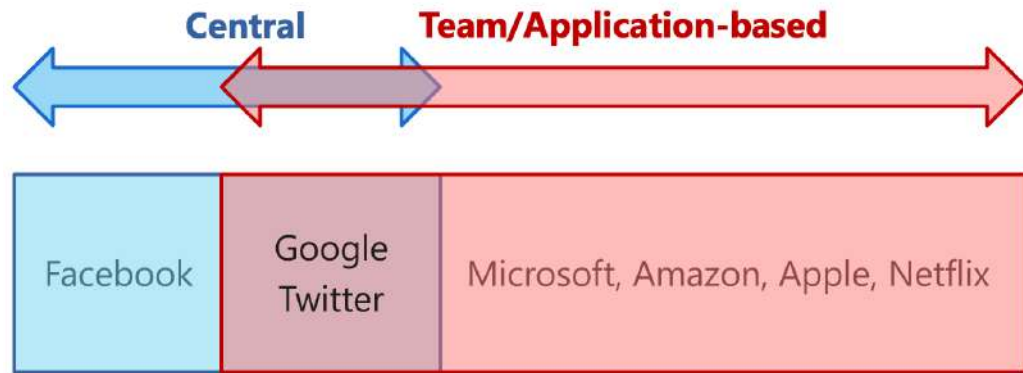 Central
Team/Application-based
Facebook
Google
Twitter
Microsoft, Amazon, Apple, Netflix